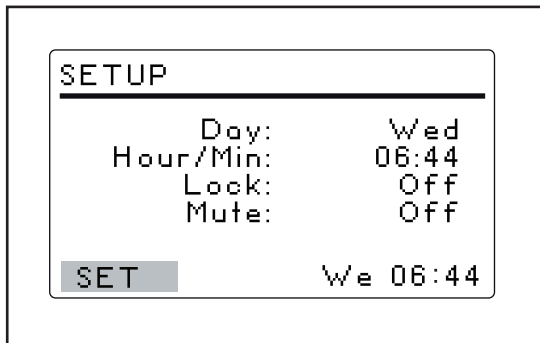 SETUP
Day: Wed
Hour/Min: 06:44
Lock: Off
Mute: Off
SET We 06:44